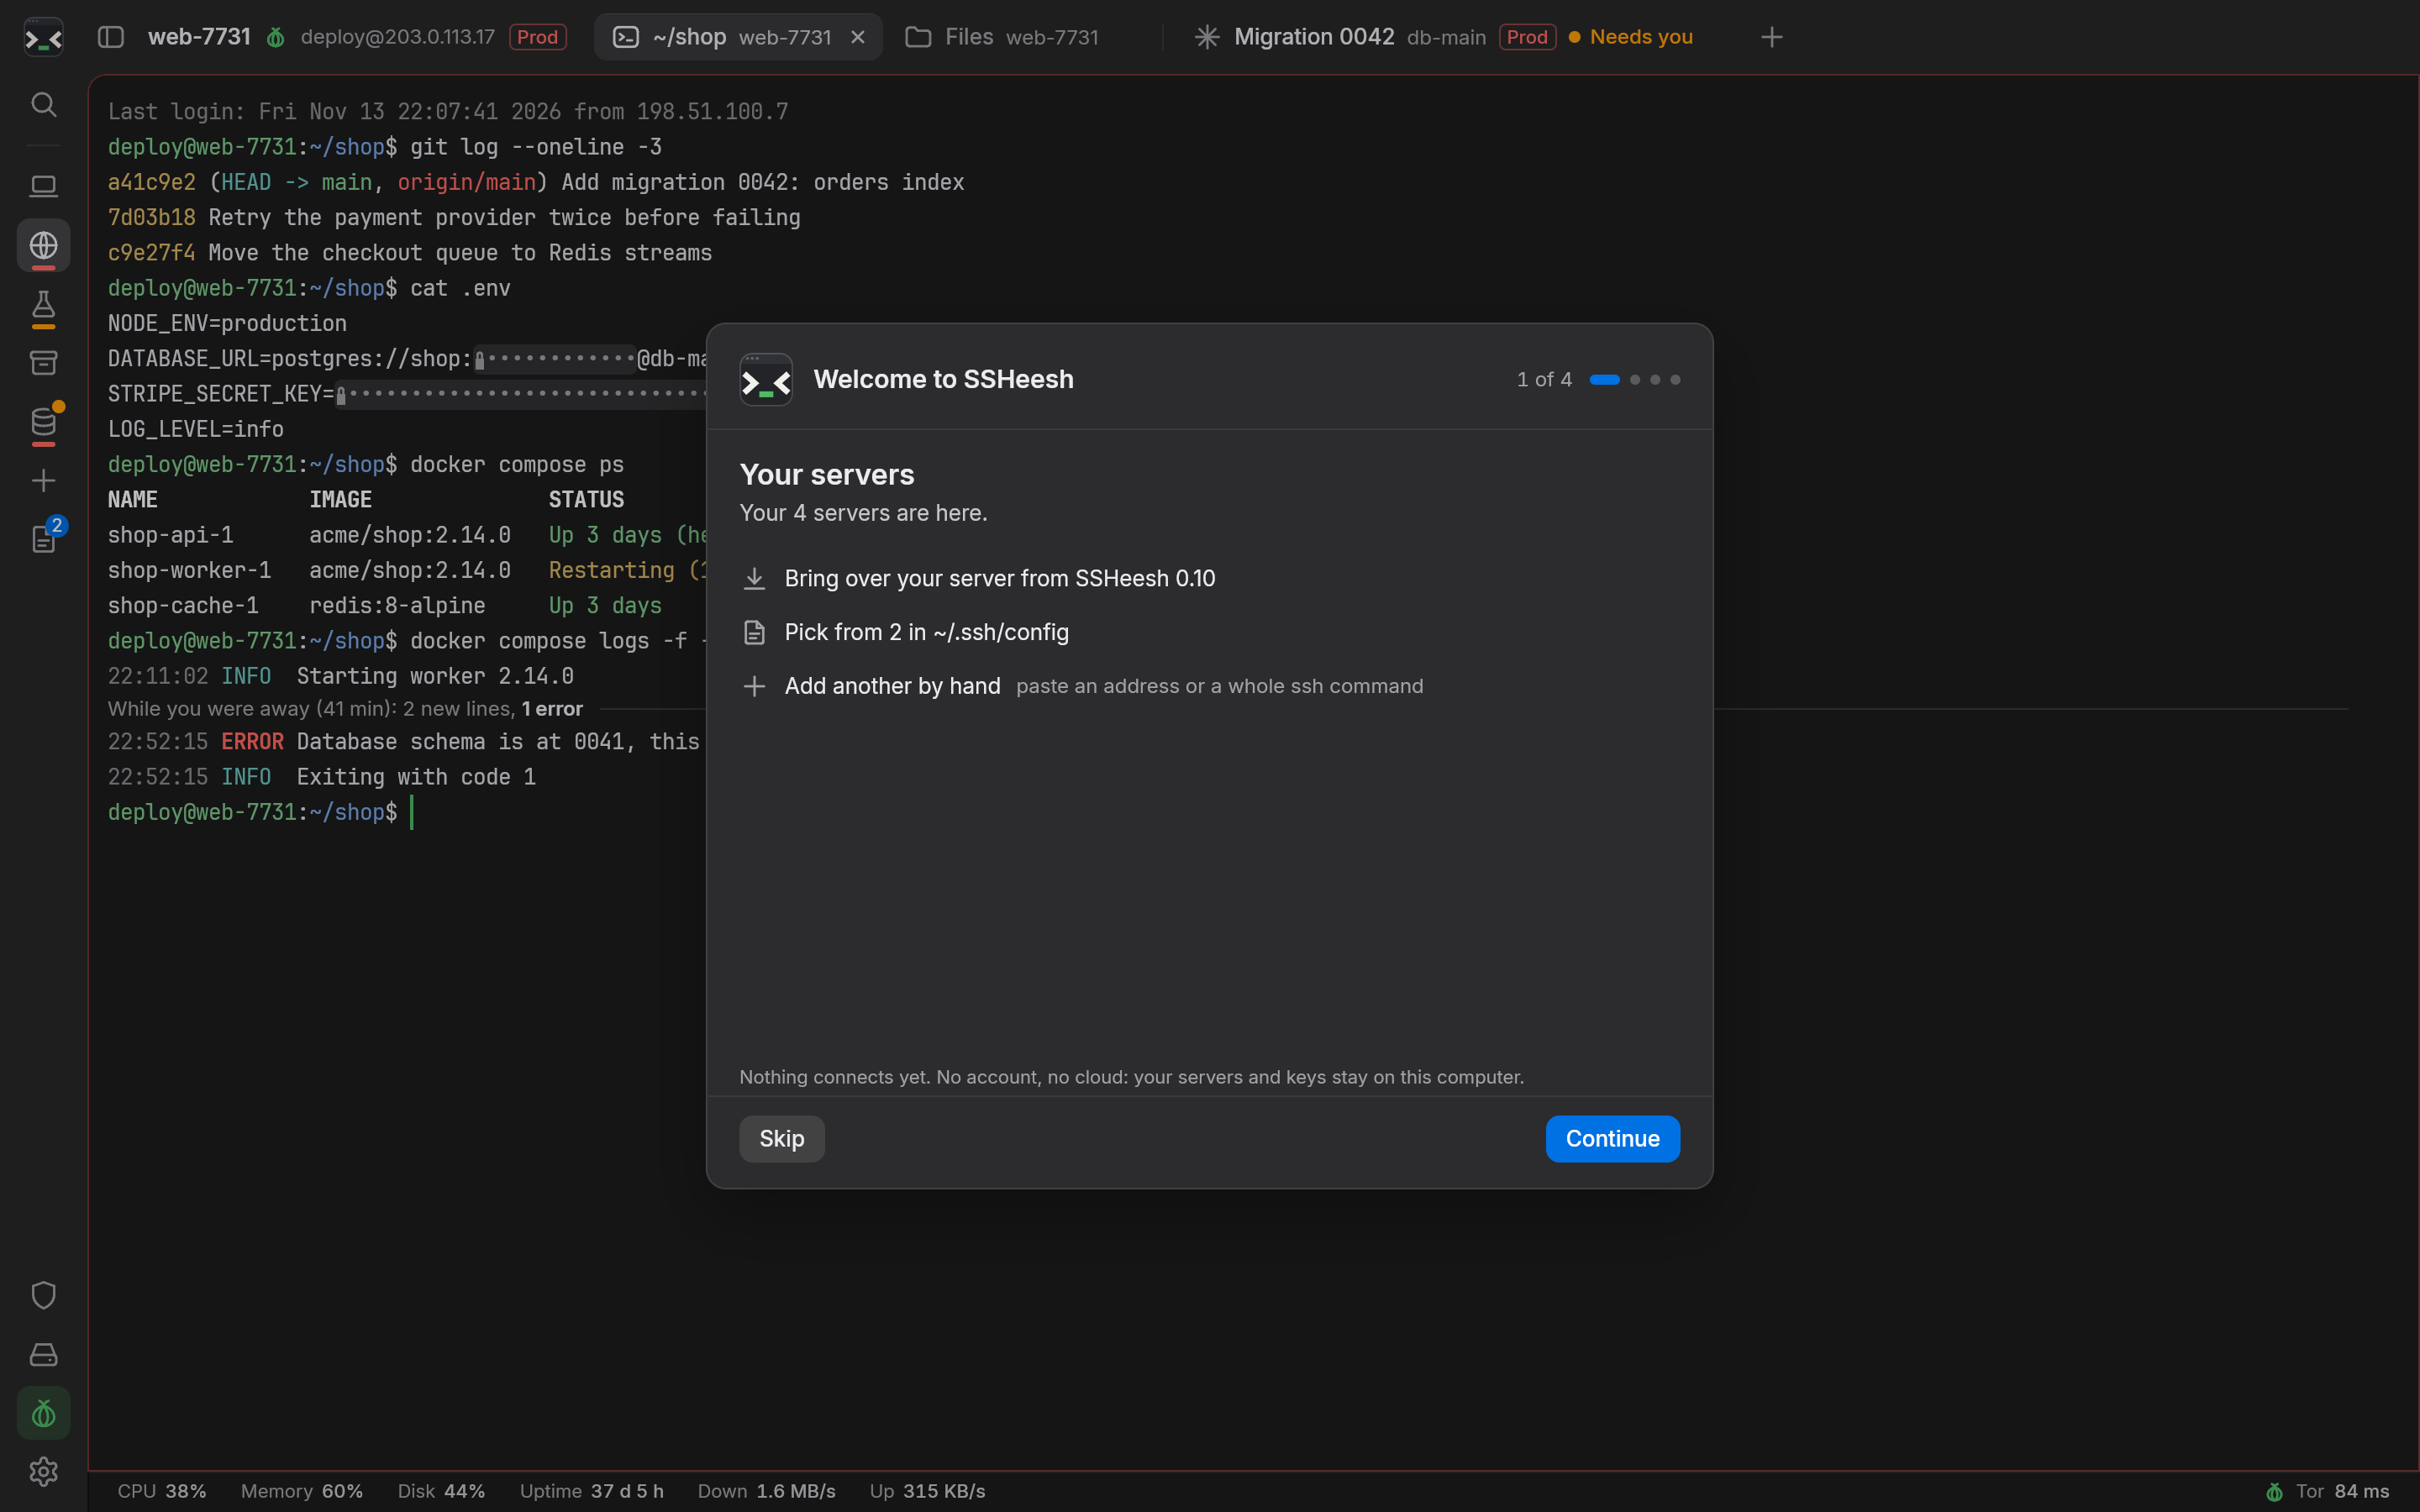 web-7731 deploy@203.0.113.17 Prod ~/shop web-7731 Files web-7731 Migration 0042 db-main Prod Needs you
Last login: Fri Nov 13 22:07:41 2026 from 198.51.100.7
deploy@web-7731:~/shop$ git log --oneline -3
a41c9e2 (HEAD -> main, origin/main) Add migration 0042: orders index
7d03b18 Retry the payment provider twice before failing
c9e27f4 Move the checkout queue to Redis streams
deploy@web-7731:~/shop$ cat .env
NODE_ENV=production
DATABASE_URL=postgres://shop:••••••••••••@db-ma
STRIPE_SECRET_KEY=•••••••••••••••••••••••••••••
LOG_LEVEL=info
deploy@web-7731:~/shop$ docker compose ps
NAME IMAGE STATUS
shop-api-1 acme/shop:2.14.0 Up 3 days (he
shop-worker-1 acme/shop:2.14.0 Restarting (1
shop-cache-1 redis:8-alpine Up 3 days
deploy@web-7731:~/shop$ docker compose logs -f -
22:11:02 INFO Starting worker 2.14.0
While you were away (41 min): 2 new lines, 1 error
22:52:15 ERROR Database schema is at 0041, this
22:52:15 INFO Exiting with code 1
deploy@web-7731:~/shop$
2
Welcome to SSHeesh
1 of 4
Your servers
Your 4 servers are here.
Bring over your server from SSHeesh 0.10
Pick from 2 in ~/.ssh/config
Add another by hand paste an address or a whole ssh command
Nothing connects yet. No account, no cloud: your servers and keys stay on this computer.
Skip
Continue
CPU 38% Memory 60% Disk 44% Uptime 37 d 5 h Down 1.6 MB/s Up 315 KB/s Tor 84 ms